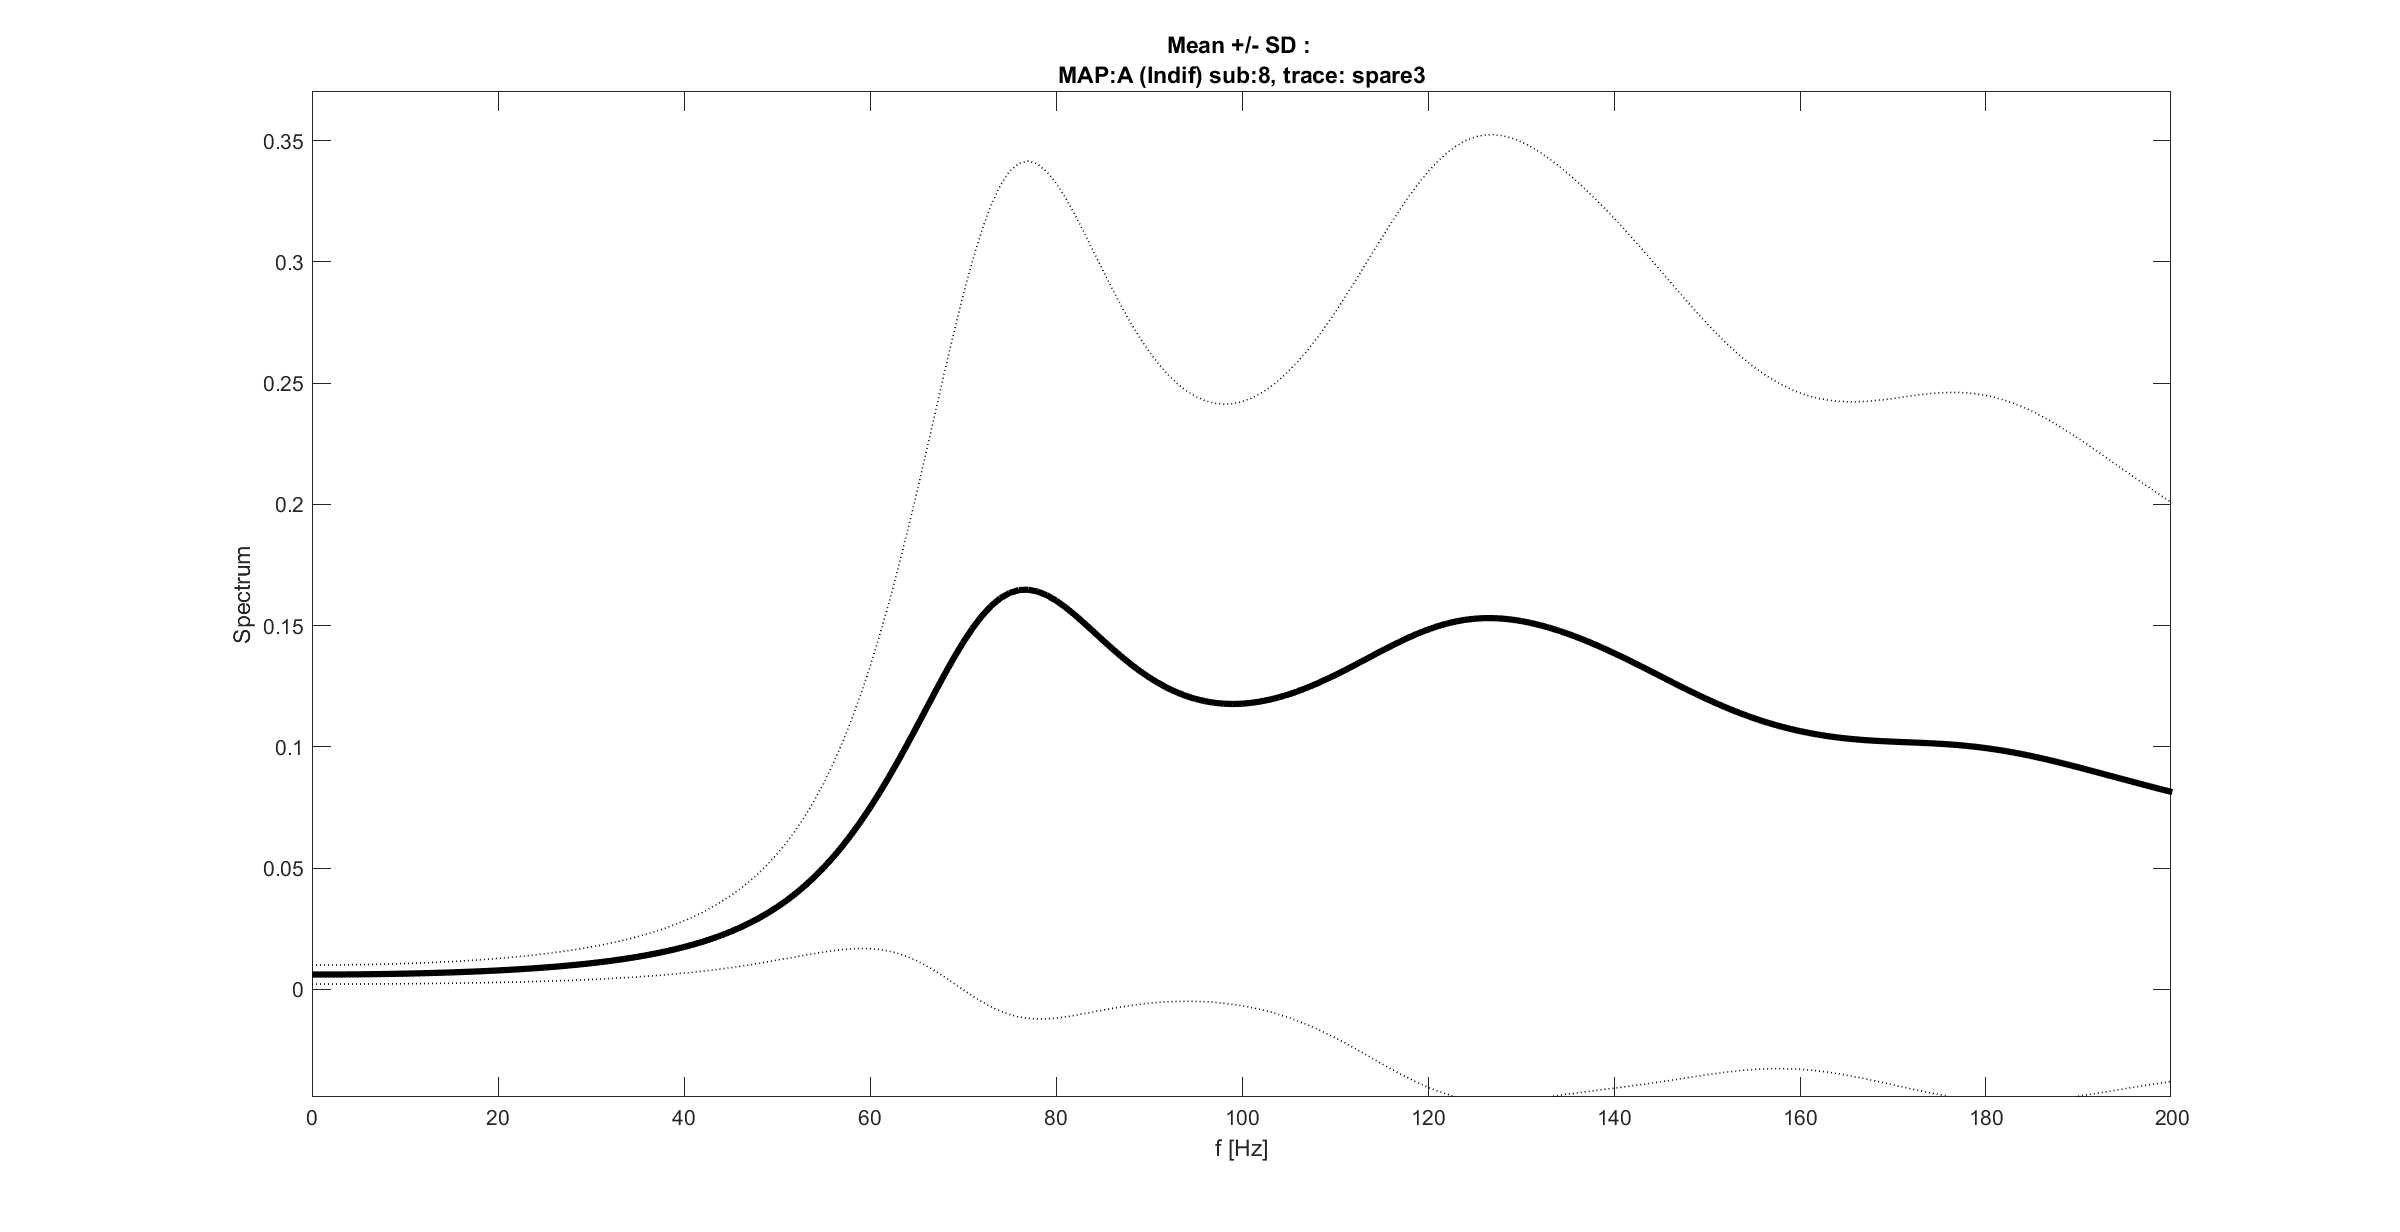 Mean +/- SD :
MAP:A (Indif) sub:8, trace: spare3
0.35
0.3
0.25
0.2
0.15
0.1
0.05
0
Spectrum
0 20 40 60 80 100 120 140 160 180 200
f [Hz]